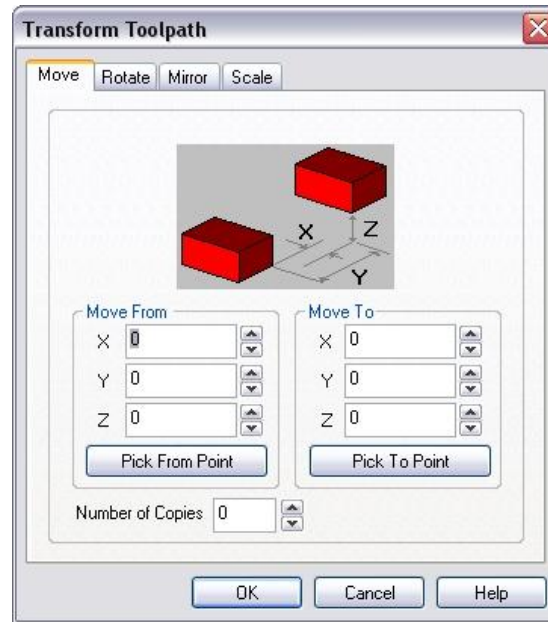 Transform Toolpath
Move Rotate Mirror Scale
X Z
Y
Move From Move To
X 0 X 0
Y 0 Y 0
Z 0 Z 0
Pick From Point Pick To Point
Number of Copies 0
OK Cancel Help